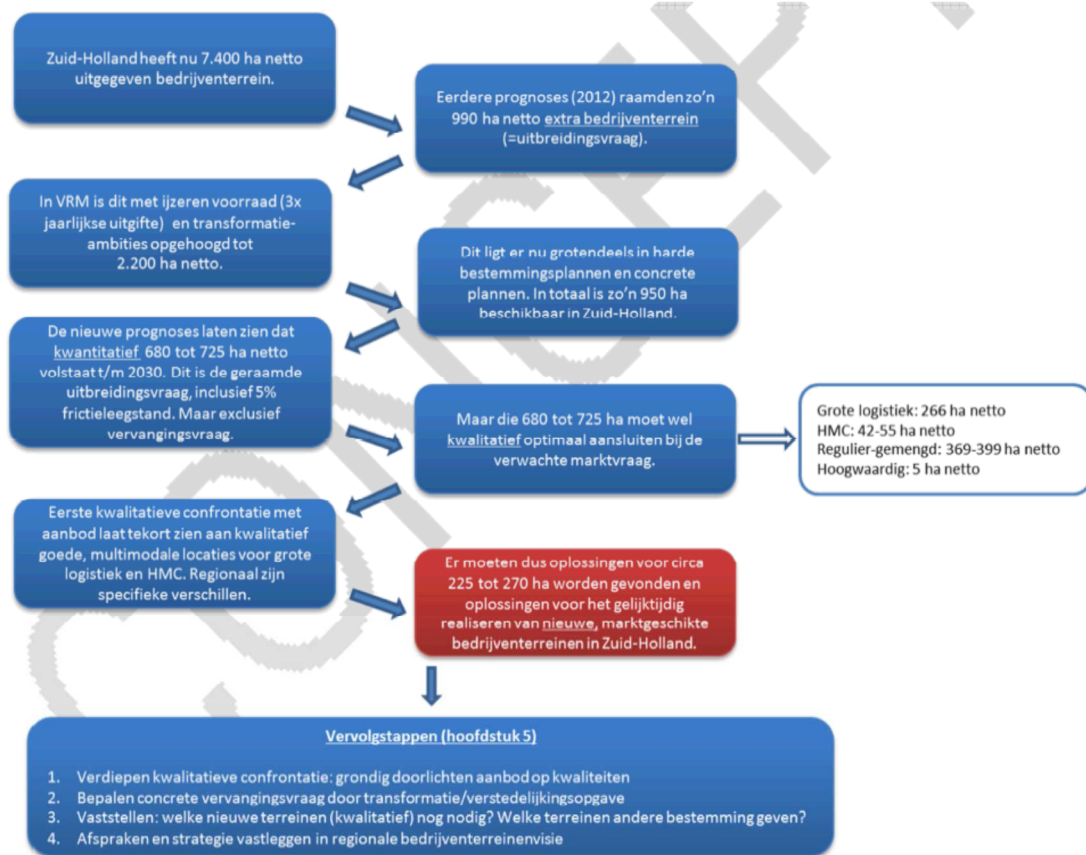 Zuid-Holland heeft nu 7.400 ha netto
uitgegeven bedrijventerrein.
Eerdere prognoses (2012) raamden zo'n
990 ha netto extra bedrijventerrein
(=uitbreidingsvraag).
In VRM is dit met ijzeren voorraad (3x
jaarlijkse uitgifte) en transformatie-
ambities opgehoogd tot
2.200 ha netto.
Dit ligt er nu grotendeels in harde
bestemmingsplannen en concrete
plannen. In totaal is zo'n 950 ha
beschikbaar in Zuid-Holland.
De nieuwe prognoses laten zien dat
kwantitatief 680 tot 725 ha netto
volstaat t/m 2030. Dit is de geraamde
uitbreidingsvraag, inclusief 5%
frictieleegstand. Maar exclusief
vervangingsvraag.
Maar die 680 tot 725 ha moet wel
kwalitatief optimaal aansluiten bij de
verwachte marktvraag.
Grote logistiek: 266 ha netto
HMC: 42-55 ha netto
Regulier-gemengd: 369-399 ha netto
Hoogwaardig: 5 ha netto
Eerste kwalitatieve confrontatie met
aanbod laat tekort zien aan kwalitatief
goede, multimodale locaties voor grote
logistiek en HMC. Regionaal zijn
specifieke verschillen.
Er moeten dus oplossingen voor circa
225 tot 270 ha worden gevonden en
oplossingen voor het gelijktijdig
realiseren van nieuwe, marktgeschikte
bedrijventerreinen in Zuid-Holland.
Vervolgstappen (hoofdstuk 5)
1. Verdiepen kwalitatieve confrontatie: grondig doorlichten aanbod op kwaliteiten
2. Bepalen concrete vervangingsvraag door transformatie/verstedelijkingsopgave
3. Vaststellen: welke nieuwe terreinen (kwalitatief) nog nodig? Welke terreinen andere bestemming geven?
4. Afspraken en strategie vastleggen in regionale bedrijventerreinenvisie